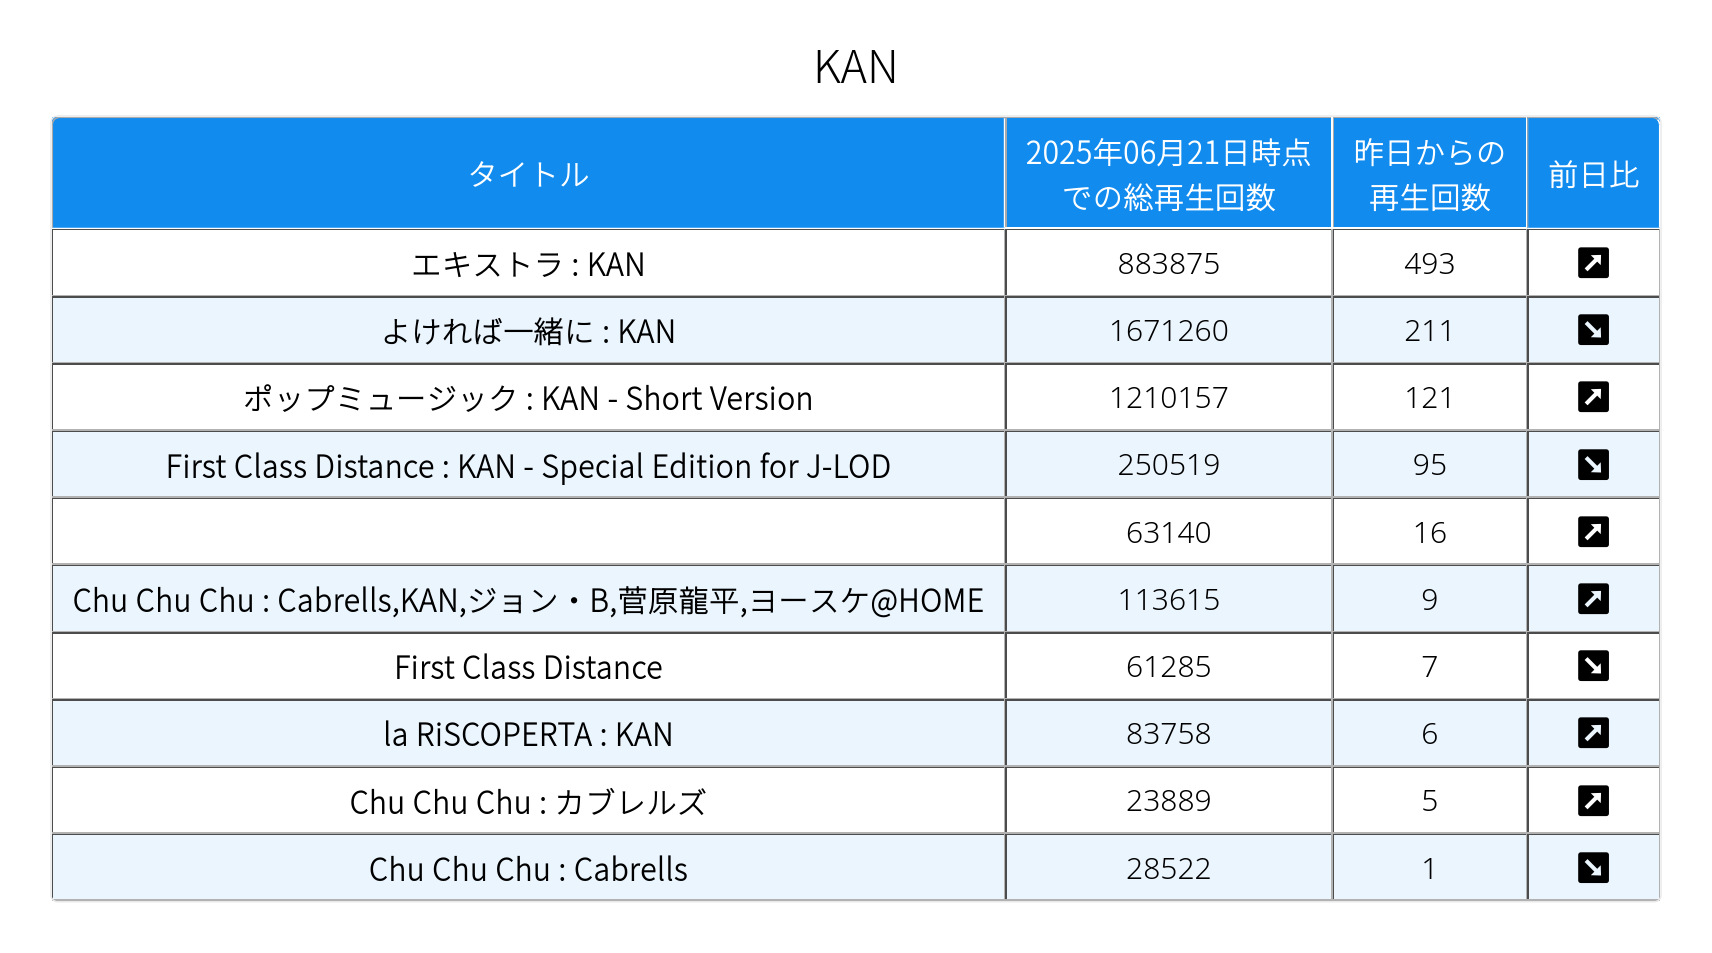 KAN
タイトル
2025年06月21日時点
での総再生回数
昨日からの
再生回数
前日比
エキストラ : KAN 883875 493
よければ一緒に : KAN 1671260 211
ポップミュージック : KAN - Short Version 1210157 121
First Class Distance : KAN - Special Edition for J-LOD 250519 95
63140 16
Chu Chu Chu : Cabrells,KAN,ジョン・B,菅原龍平,ヨースケ@HOME 113615 9
First Class Distance 61285 7
la RiSCOPERTA : KAN 83758 6
Chu Chu Chu : カブレルズ 23889 5
Chu Chu Chu : Cabrells 28522 1